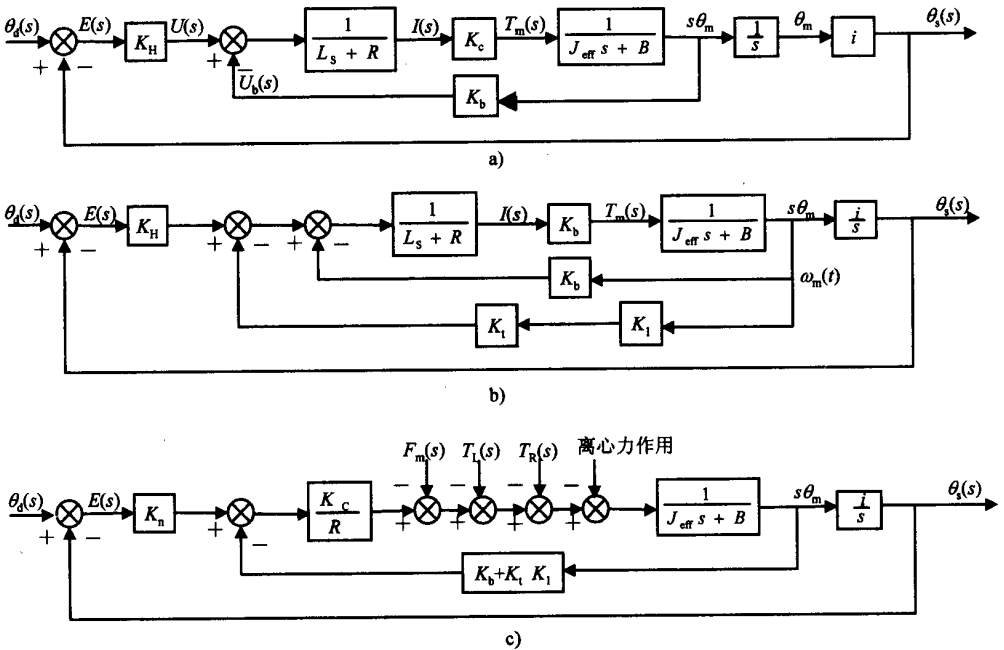 θd(s) E(s) KH U(s) 1/(Ls + R) I(s) Kc Tm(s) 1/(Jeff s + B) sθm 1/s θm i θs(s)
+ − + −
Ub(s) Kb
a)
θd(s) E(s) KH 1/(Ls + R) I(s) Kb Tm(s) 1/(Jeff s + B) sθm i/s θs(s)
+ − + − + −
Kb ωm(t)
Kt K1
b)
Fm(s) TL(s) TR(s) 离心力作用
− − − −
θd(s) E(s) Kn KC/R 1/(Jeff s + B) sθm i/s θs(s)
+ − + − + + + +
Kb+Kt K1
c)